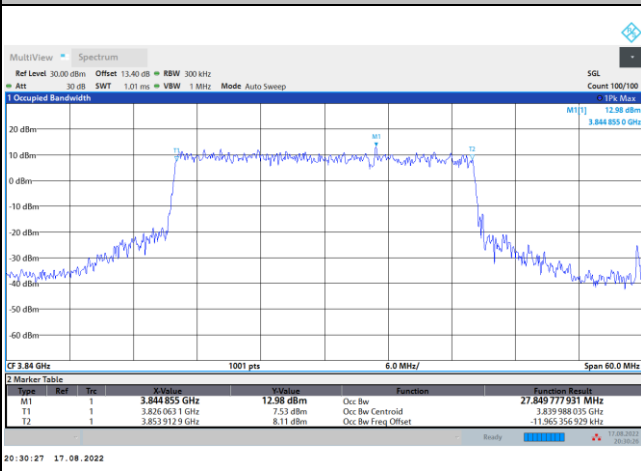 MultiView Spectrum
Ref Level 30.00 dBm Offset 13.40 dB RBW 300 kHz SGL
Att 30 dB SWT 1.01 ms VBW 1 MHz Mode Auto Sweep Count 100/100
1 Occupied Bandwidth 1Pk Max
M1[1] 12.98 dBm
3.844 855 0 GHz
20 dBm
M1
T1 T2
10 dBm
0 dBm
-10 dBm
-20 dBm
-30 dBm
-40 dBm
-50 dBm
-60 dBm
CF 3.84 GHz 1001 pts 6.0 MHz/ Span 60.0 MHz
2 Marker Table
Type Ref Trc X-Value Y-Value Function Function Result
M1 1 3.844 855 GHz 12.98 dBm Occ Bw 27.849 777 931 MHz
T1 1 3.826 063 1 GHz 7.53 dBm Occ Bw Centroid 3.839 988 035 GHz
T2 1 3.853 912 9 GHz 8.11 dBm Occ Bw Freq Offset -11.965 356 929 kHz
Ready 17.08.2022
20:30:26
20:30:27 17.08.2022